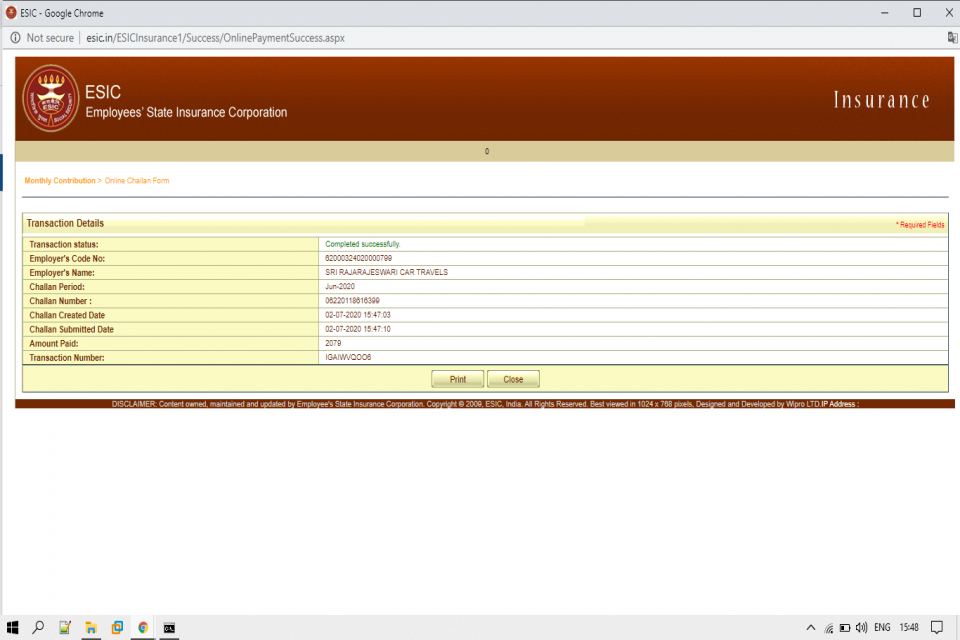 ESIC - Google Chrome
Not secure | esic.in/ESICInsurance1/Success/OnlinePaymentSuccess.aspx
ESIC
Employees' State Insurance Corporation
Insurance
0
Monthly Contribution > Online Challan Form
Transaction Details * Required Fields
Transaction status: Completed successfully.
Employer's Code No: 62000324020000799
Employer's Name: SRI RAJARAJESWARI CAR TRAVELS
Challan Period: Jun-2020
Challan Number : 06220118616399
Challan Created Date 02-07-2020 15:47:03
Challan Submitted Date 02-07-2020 15:47:10
Amount Paid: 2079
Transaction Number: IGAIWVQOO6
Print Close
DISCLAIMER: Content owned, maintained and updated by Employee's State Insurance Corporation. Copyright © 2009, ESIC, India. All Rights Reserved. Best viewed in 1024 x 768 pixels, Designed and Developed by Wipro LTD.IP Address :
ENG 15:48